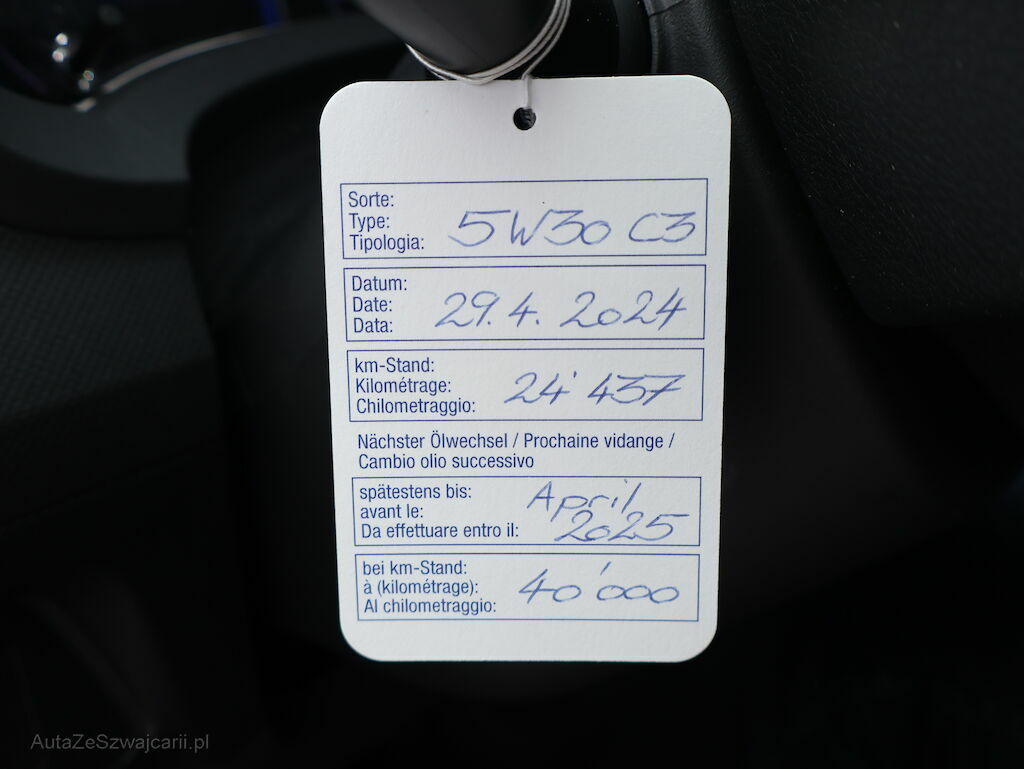 Sorte:
Type:
Tipologia:
5W30 C3
Datum:
Date:
Data:
29.4.2024
km-Stand:
Kilométrage:
Chilometraggio:
24'437
Nächster Ölwechsel / Prochaine vidange /
Cambio olio successivo
spätestens bis:
avant le:
Da effettuare entro il:
April
2025
bei km-Stand:
à (kilométrage):
Al chilometraggio:
40'000
AutaZeSzwajcarii.pl